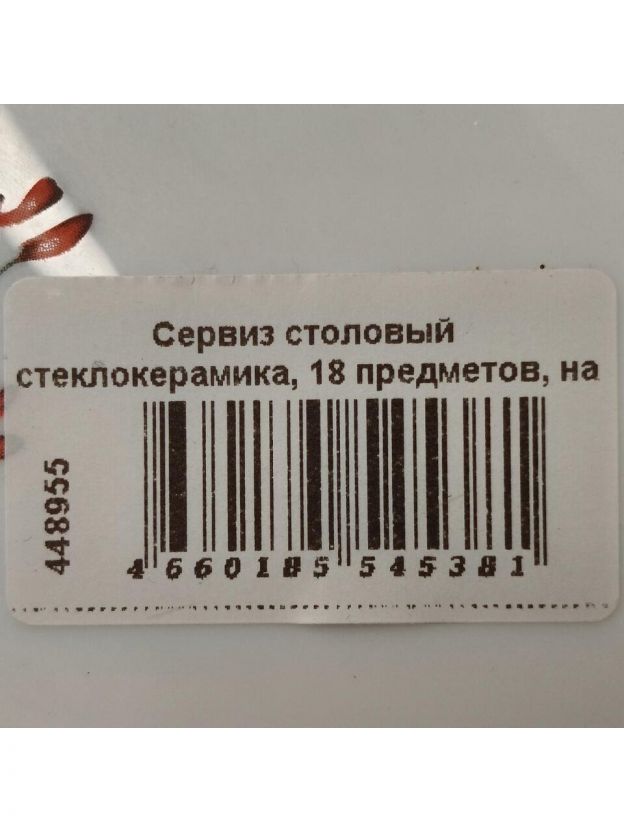 Сервиз столовый
стеклокерамика, 18 предметов, на
448955
4 660185 545381